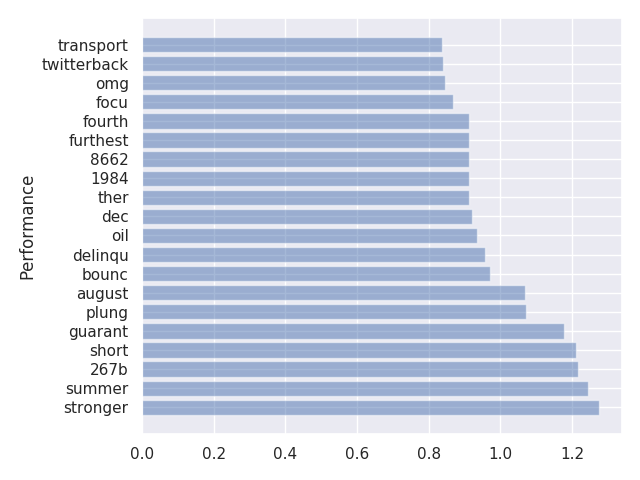 transport
twitterback
omg
focu
fourth
furthest
8662
1984
ther
dec
oil
delinqu
bounc
august
plung
guarant
short
267b
summer
stronger
Performance
0.0 0.2 0.4 0.6 0.8 1.0 1.2